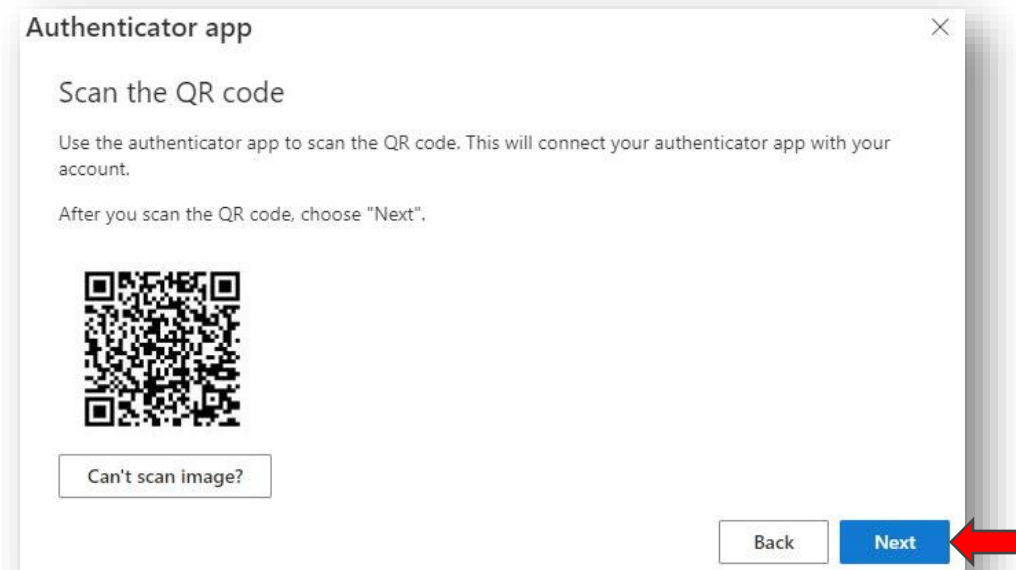 Authenticator app
Scan the QR code
Use the authenticator app to scan the QR code. This will connect your authenticator app with your
account.
After you scan the QR code, choose "Next".
Can't scan image?
Back
Next